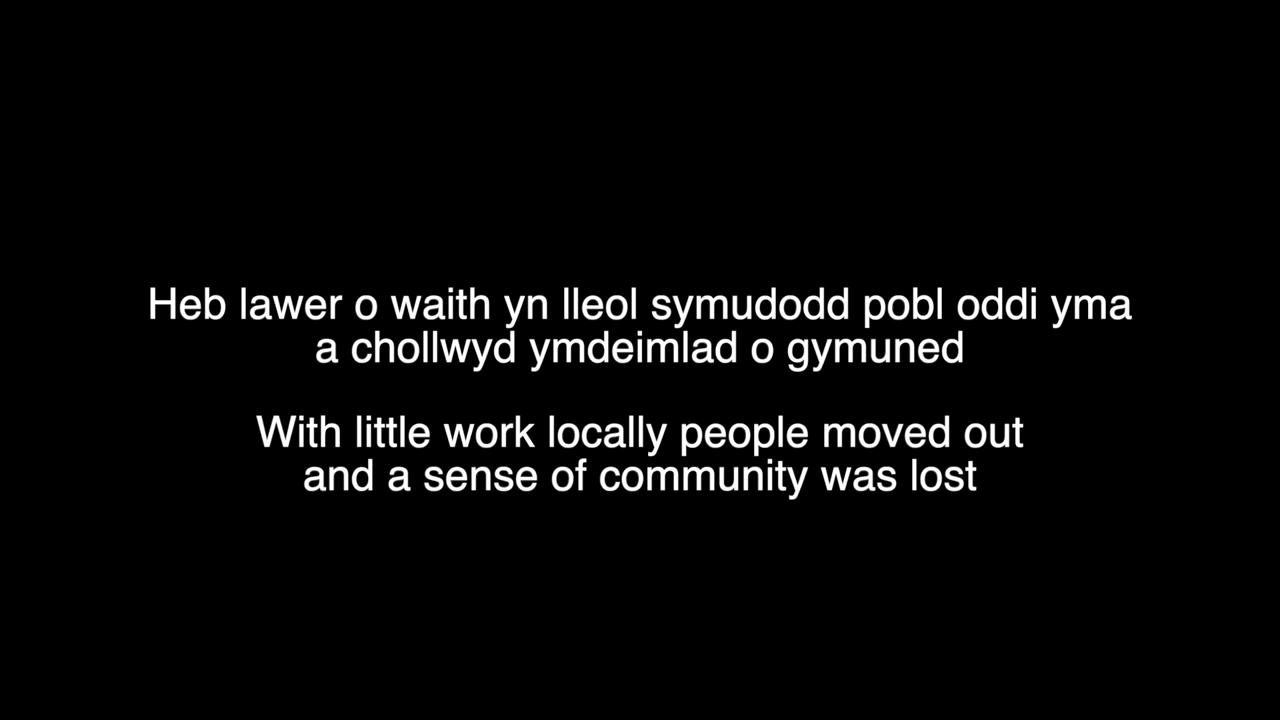 Heb lawer o waith yn lleol symudodd pobl oddi yma
a chollwyd ymdeimlad o gymuned
With little work locally people moved out
and a sense of community was lost